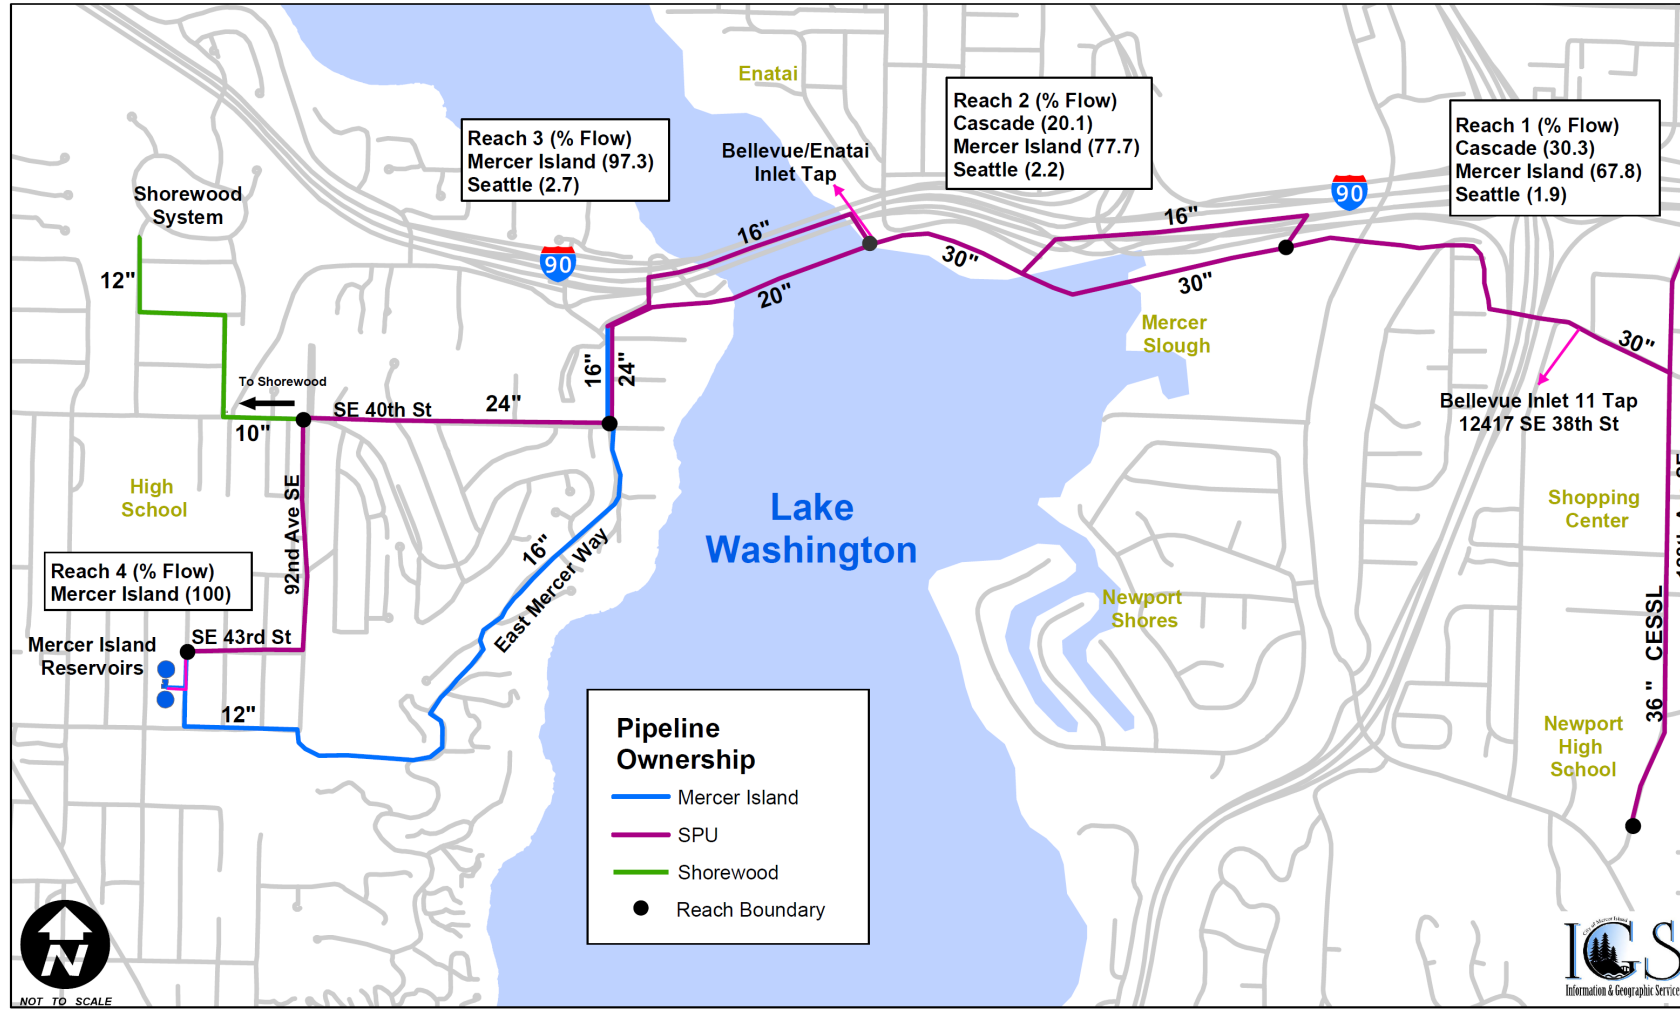 Enatai
Reach 2 (% Flow)
Cascade (20.1)
Mercer Island (77.7)
Seattle (2.2)
Reach 1 (% Flow)
Cascade (30.3)
Mercer Island (67.8)
Seattle (1.9)
Reach 3 (% Flow)
Mercer Island (97.3)
Seattle (2.7)
Bellevue/Enatai
Inlet Tap
Shorewood
System
90
16"
16"
90
12"
30"
30"
20"
Mercer
Slough
30"
16"
24"
To Shorewood
SE 40th St
24"
10"
Bellevue Inlet 11 Tap
12417 SE 38th St
High
School
92nd Ave SE
Lake
Washington
Shopping
Center
16"
East Mercer Way
Reach 4 (% Flow)
Mercer Island (100)
Newport
Shores
Mercer Island
Reservoirs
SE 43rd St
36 " CESSL
12"
Newport
High
School
Pipeline
Ownership
Mercer Island
SPU
Shorewood
Reach Boundary
N
NOT TO SCALE
City of Mercer Island
IGS
Information & Geographic Service